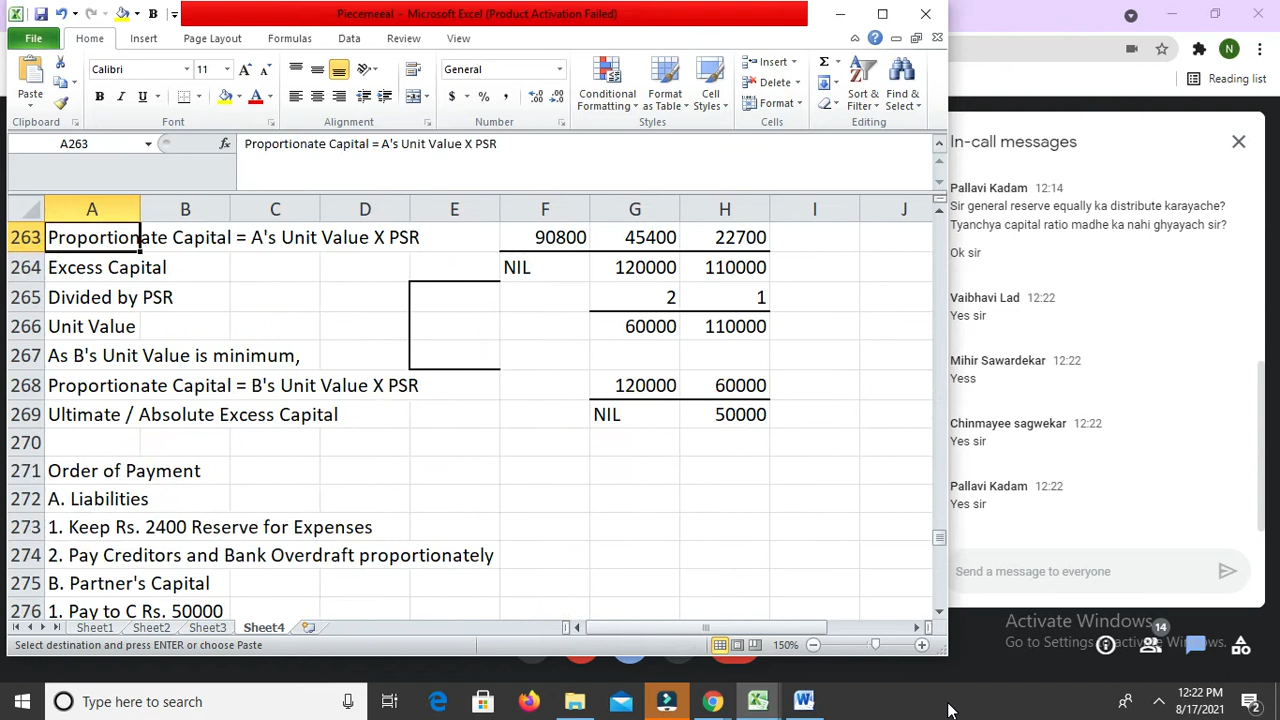 Piecemeeal - Microsoft Excel (Product Activation Failed)
File Home Insert Page Layout Formulas Data Review View
Paste
Calibri 11
B I U
General
$ % ,
Conditional Formatting
Format as Table
Cell Styles
Insert
Delete
Format
Σ
Sort & Filter
Find & Select
Clipboard Font Alignment Number Styles Cells Editing
A263 fx Proportionate Capital = A's Unit Value X PSR
A B C D E F G H I J
263 Proportionate Capital = A's Unit Value X PSR 90800 45400 22700
264 Excess Capital NIL 120000 110000
265 Divided by PSR 2 1
266 Unit Value 60000 110000
267 As B's Unit Value is minimum,
268 Proportionate Capital = B's Unit Value X PSR 120000 60000
269 Ultimate / Absolute Excess Capital NIL 50000
270
271 Order of Payment
272 A. Liabilities
273 1. Keep Rs. 2400 Reserve for Expenses
274 2. Pay Creditors and Bank Overdraft proportionately
275 B. Partner's Capital
276 1. Pay to C Rs. 50000
Sheet1 Sheet2 Sheet3 Sheet4
Select destination and press ENTER or choose Paste 150%
N
Reading list
In-call messages
Pallavi Kadam 12:14
Sir general reserve equally ka distribute karayache?
Tyanchya capital ratio madhe ka nahi ghyayach sir?
Ok sir
Vaibhavi Lad 12:22
Yes sir
Mihir Sawardekar 12:22
Yess
Chinmayee sagwekar 12:22
Yes sir
Pallavi Kadam 12:22
Yes sir
Send a message to everyone
Activate Windows
Go to Settings to activate Windows.
14
Type here to search
12:22 PM
8/17/2021
2